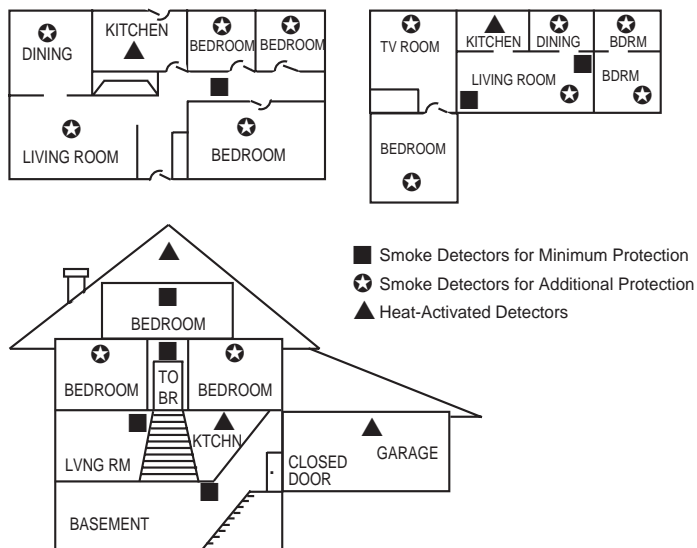 KITCHEN
DINING
BEDROOM
BEDROOM
LIVING ROOM
BEDROOM
TV ROOM
KITCHEN
DINING
BDRM
LIVING ROOM
BDRM
BEDROOM
Smoke Detectors for Minimum Protection
Smoke Detectors for Additional Protection
Heat-Activated Detectors
BEDROOM
BEDROOM
TO
BR
BEDROOM
LVNG RM
KTCHN
CLOSED
DOOR
GARAGE
BASEMENT